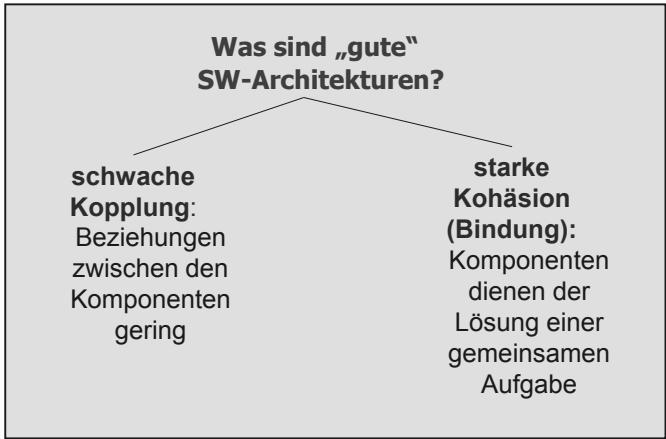 Was sind „gute“
SW-Architekturen?
schwache
Kopplung:
Beziehungen
zwischen den
Komponenten
gering
starke
Kohäsion
(Bindung):
Komponenten
dienen der
Lösung einer
gemeinsamen
Aufgabe